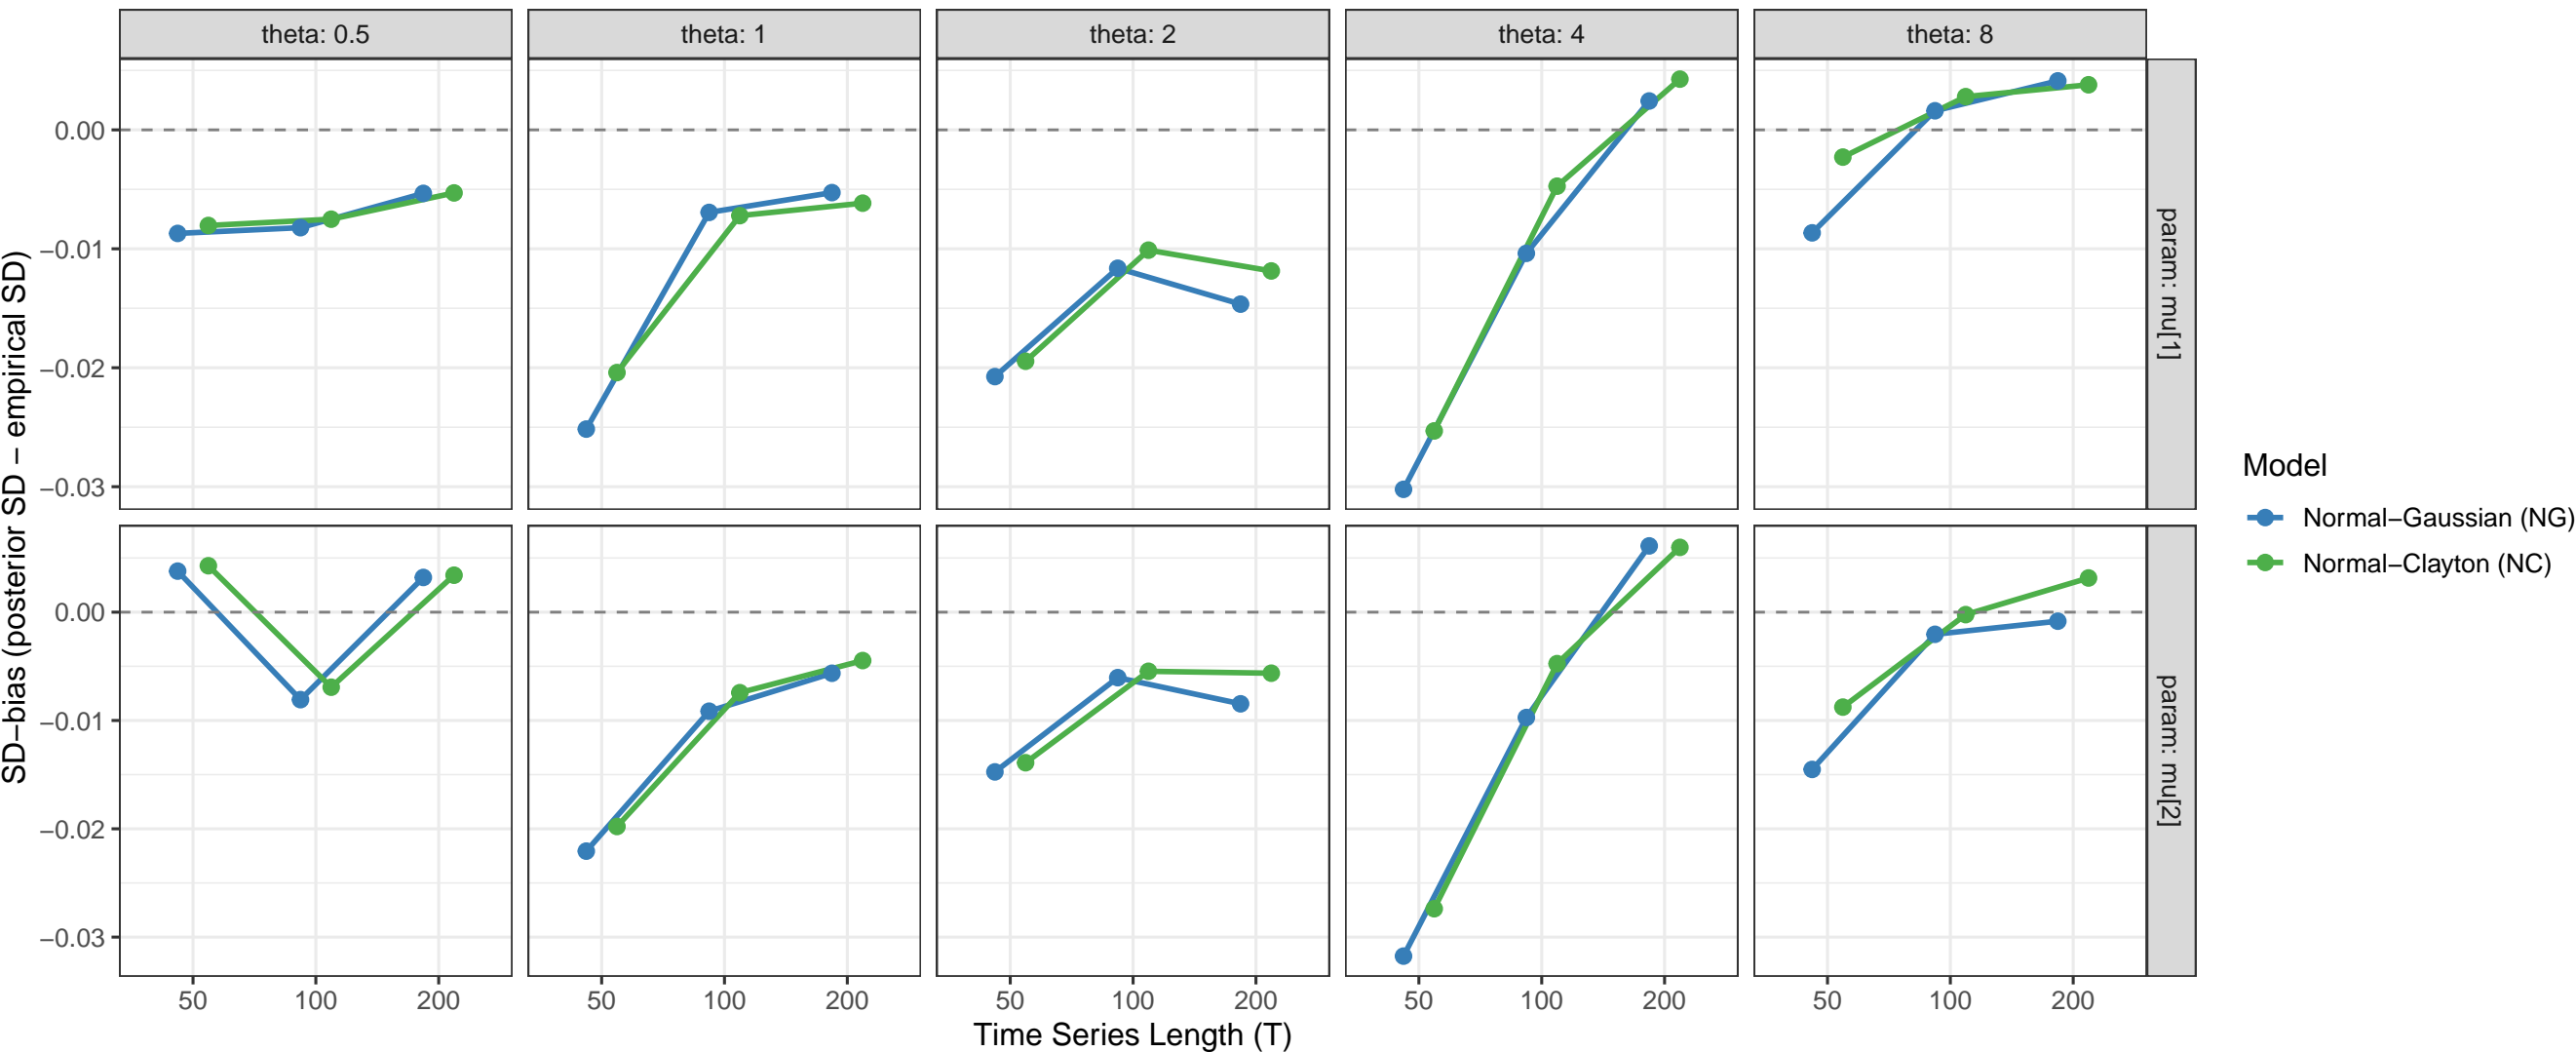 theta: 0.5
theta: 1
theta: 2
theta: 4
theta: 8
0.00
−0.01
−0.02
−0.03
param: mu[1]
0.00
−0.01
−0.02
−0.03
param: mu[2]
SD−bias (posterior SD − empirical SD)
50 100 200
50 100 200
50 100 200
50 100 200
50 100 200
Time Series Length (T)
Model
Normal−Gaussian (NG)
Normal−Clayton (NC)